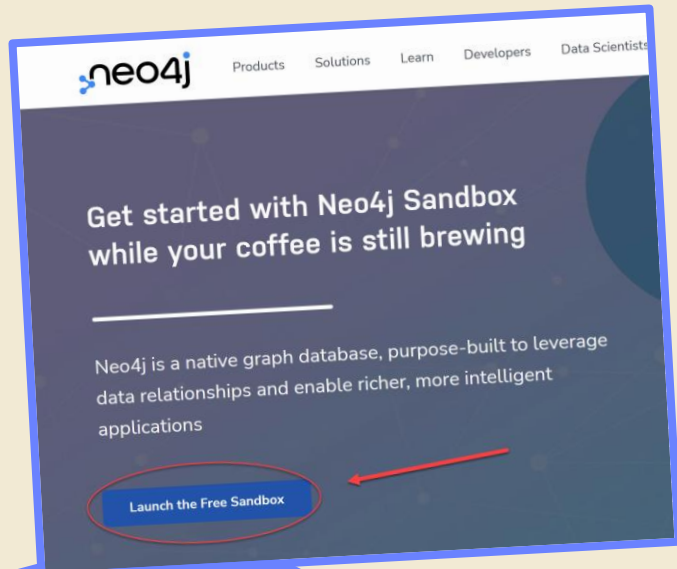 neo4j
Products Solutions Learn Developers Data Scientists
Get started with Neo4j Sandbox
while your coffee is still brewing
Neo4j is a native graph database, purpose-built to leverage
data relationships and enable richer, more intelligent
applications
Launch the Free Sandbox